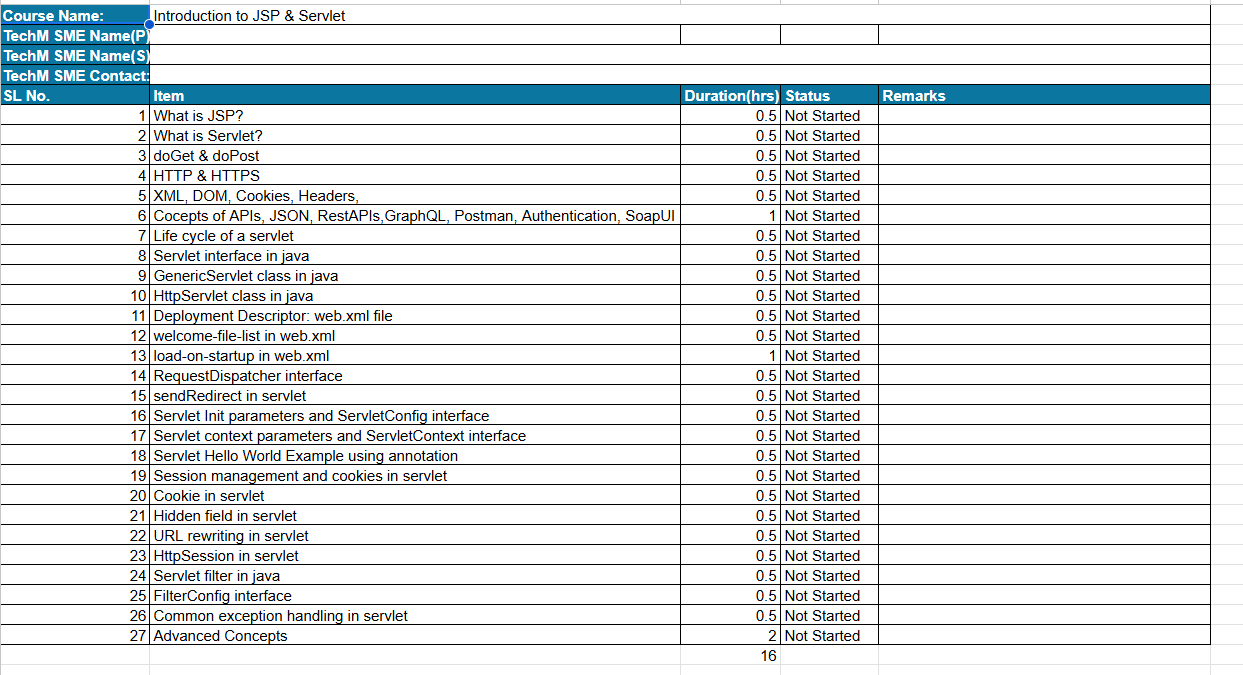 Course Name: Introduction to JSP & Servlet
TechM SME Name(P)
TechM SME Name(S)
TechM SME Contact:
SL No. Item Duration(hrs) Status Remarks
1 What is JSP? 0.5 Not Started
2 What is Servlet? 0.5 Not Started
3 doGet & doPost 0.5 Not Started
4 HTTP & HTTPS 0.5 Not Started
5 XML, DOM, Cookies, Headers, 0.5 Not Started
6 Cocepts of APIs, JSON, RestAPIs,GraphQL, Postman, Authentication, SoapUI 1 Not Started
7 Life cycle of a servlet 0.5 Not Started
8 Servlet interface in java 0.5 Not Started
9 GenericServlet class in java 0.5 Not Started
10 HttpServlet class in java 0.5 Not Started
11 Deployment Descriptor: web.xml file 0.5 Not Started
12 welcome-file-list in web.xml 0.5 Not Started
13 load-on-startup in web.xml 1 Not Started
14 RequestDispatcher interface 0.5 Not Started
15 sendRedirect in servlet 0.5 Not Started
16 Servlet Init parameters and ServletConfig interface 0.5 Not Started
17 Servlet context parameters and ServletContext interface 0.5 Not Started
18 Servlet Hello World Example using annotation 0.5 Not Started
19 Session management and cookies in servlet 0.5 Not Started
20 Cookie in servlet 0.5 Not Started
21 Hidden field in servlet 0.5 Not Started
22 URL rewriting in servlet 0.5 Not Started
23 HttpSession in servlet 0.5 Not Started
24 Servlet filter in java 0.5 Not Started
25 FilterConfig interface 0.5 Not Started
26 Common exception handling in servlet 0.5 Not Started
27 Advanced Concepts 2 Not Started
16